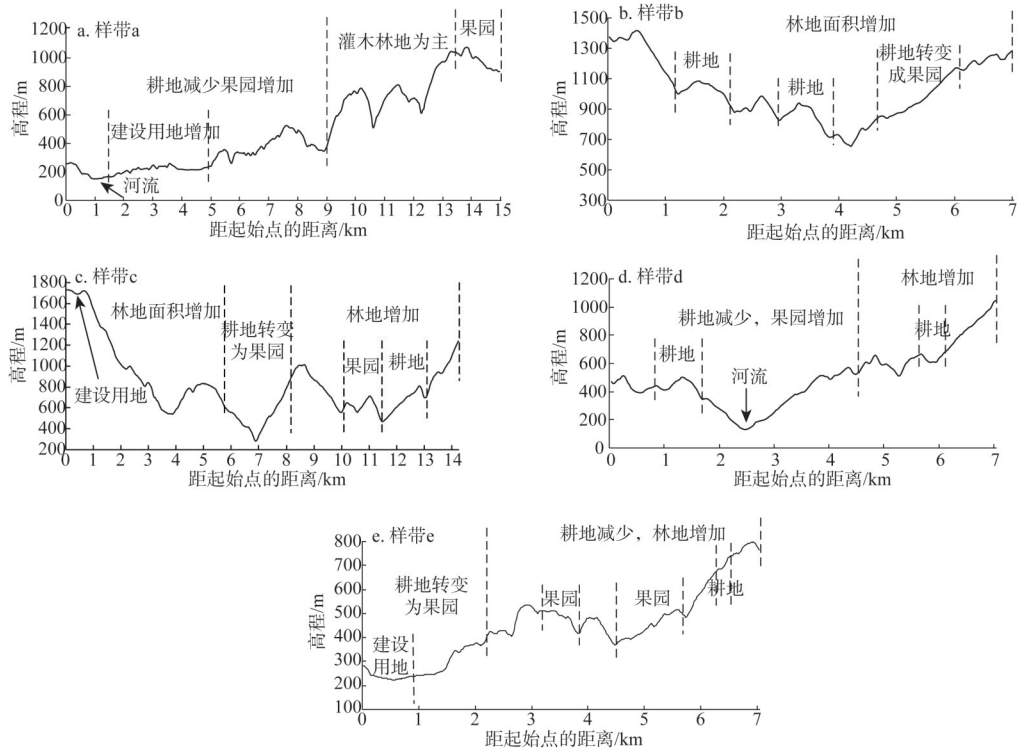 a. 样带a
1200
1000
800
600
400
200
0
高程/m
建设用地增加
耕地减少果园增加
灌木林地为主
果园
河流
0 1 2 3 4 5 6 7 8 9 10 11 12 13 14 15
距起始点的距离/km
b. 样带b
1500
1300
1100
900
700
500
300
高程/m
林地面积增加
耕地
耕地
耕地转变
成果园
0 1 2 3 4 5 6 7
距起始点的距离/km
c. 样带c
1800
1600
1400
1200
1000
800
600
400
200
高程/m
林地面积增加
耕地转变
为果园
林地增加
果园
耕地
建设用地
0 1 2 3 4 5 6 7 8 9 10 11 12 13 14
距起始点的距离/km
d. 样带d
1200
1000
800
600
400
200
0
高程/m
林地增加
耕地减少，果园增加
耕地
耕地
河流
0 1 2 3 4 5 6 7
距起始点的距离/km
e. 样带e
800
700
600
500
400
300
200
100
高程/m
耕地减少，林地增加
耕地转变
为果园
果园
果园
耕地
建设
用地
0 1 2 3 4 5 6 7
距起始点的距离/km